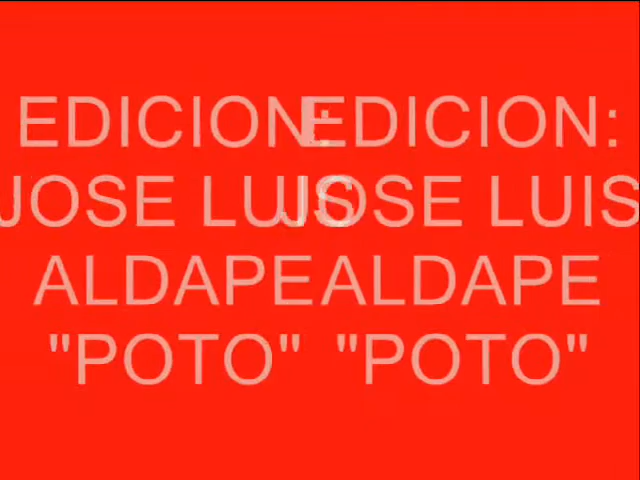 EDICION: EDICION:
JOSE LUIS JOSE LUIS
ALDAPE ALDAPE
"POTO" "POTO"